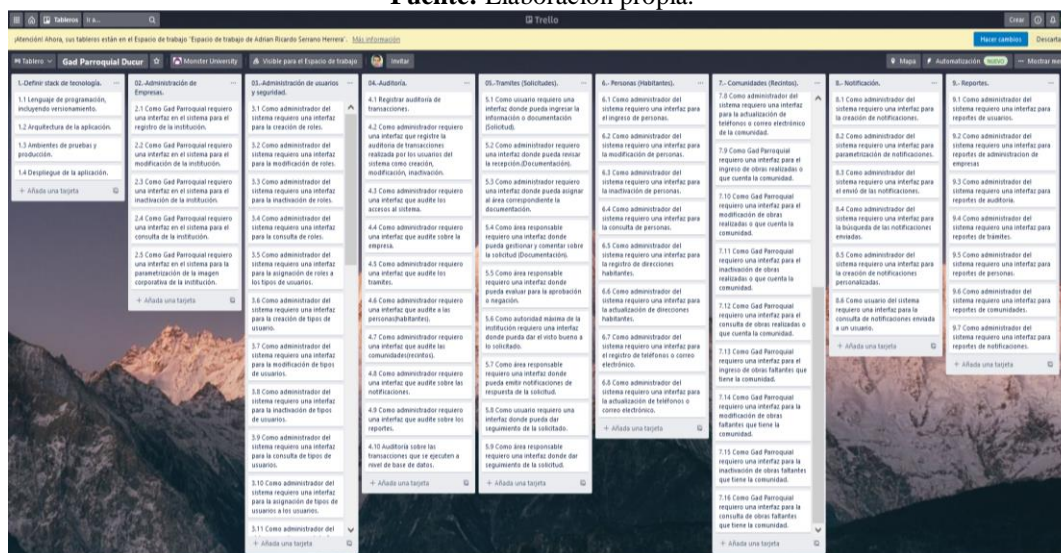 Fuente: Elaboración propia.
Tableros
Trello
Crear
¡Atención! Ahora, sus tableros están en el Espacio de trabajo "Espacio de trabajo de Adrian Ricardo Serrano Herrera".
Más información
Hacer cambios
Descarta
Tablero
Gad Parroquial Ducur
Monster University
Visible para el Espacio de trabajo
Invitar
Mapa
Automatización
NUEVO
Mostrar me
1.-Definir stack de tecnología.
1.1 Lenguaje de programación,
incluyendo versionamiento.
1.2 Arquitectura de la aplicación.
1.3 Ambientes de pruebas y
producción.
1.4 Despliegue de la aplicación.
+ Añada una tarjeta
02.-Administración de
Empresas.
2.1 Como Gad Parroquial requiero
una interfaz en el sistema para el
registro de la institución.
2.2 Como Gad Parroquial requiero
una interfaz en el sistema para el
modificación de la institución.
2.3 Como Gad Parroquial requiero
una interfaz en el sistema para el
inactivación de la institución.
2.4 Como Gad Parroquial requiero
una interfaz en el sistema para el
consulta de la institución.
2.5 Como Gad Parroquial requiero
una interfaz en el sistema para la
parametrización de la imagen
corporativa de la institución.
+ Añada una tarjeta
03.-Administración de usuarios
y seguridad.
3.1 Como administrador del
sistema requiero una interfaz
para la creación de roles.
3.2 Como administrador del
sistema requiero una interfaz
para la modificación de roles.
3.3 Como administrador del
sistema requiero una interfaz
para la inactivación de roles.
3.4 Como administrador del
sistema requiero una interfaz
para la consulta de roles.
3.5 Como administrador del
sistema requiero una interfaz
para la asignación de roles a
los tipos de usuarios.
3.6 Como administrador del
sistema requiero una interfaz
para la creación de tipos de
usuario.
3.7 Como administrador del
sistema requiero una interfaz
para la modificación de tipos
de usuarios.
3.8 Como administrador del
sistema requiero una interfaz
para la inactivación de tipos
de usuarios.
3.9 Como administrador del
sistema requiero una interfaz
para la consulta de tipos de
usuarios.
3.10 Como administrador del
sistema requiero una interfaz
para la asignación de tipos de
usuarios a los usuarios.
3.11 Como administrador del
+ Añada una tarjeta
04.-Auditoría.
4.1 Registrar auditoría de
transacciones.
4.2 Como administrador requiero
una interfaz que registre la
auditoria de transacciones
realizada por los usuarios del
sistema como creación,
modificación, inactivación.
4.3 Como administrador requiero
una interfaz que audite los
accesos al sistema.
4.4 Como administrador requiero
una interfaz que audite sobre la
empresa.
4.5 Como administrador requiero
una interfaz que audite los
tramites.
4.6 Como administrador requiero
una interfaz que audite a las
personas(habitantes).
4.7 Como administrador requiero
una interfaz que audite las
comunidades(recintos).
4.8 Como administrador requiero
una interfaz que audite sobre las
notificaciones.
4.9 Como administrador requiero
una interfaz que audite sobre los
reportes.
4.10 Auditoría sobre las
transacciones que se ejecuten a
nivel de base de datos.
+ Añada una tarjeta
05.-Tramites (Solicitudes).
5.1 Como usuario requiero una
interfaz donde pueda ingresar la
información o documentación
(Solicitud).
5.2 Como administrador requiero
una interfaz donde pueda revisar
la recepción.(Documentación).
5.3 Como administrador requiero
una interfaz donde pueda asignar
al área correspondiente la
documentación.
5.4 Como área responsable
requiero una interfaz donde
pueda gestionar y comentar sobre
la solicitud (Documentación).
5.5 Como área responsable
requiero una interfaz donde
pueda evaluar para la aprobación
o negación.
5.6 Como autoridad máxima de la
institución requiero una interfaz
donde pueda dar el visto bueno a
lo solicitado.
5.7 Como área responsable
requiero una interfaz donde
pueda emitir notificaciones de
respuesta de la solicitud.
5.8 Como usuario requiero una
interfaz donde pueda dar
seguimiento de la solicitado.
5.9 Como área responsable
requiero una interfaz donde dar
seguimiento de la solicitud.
+ Añada una tarjeta
6.- Personas (Habitantes).
6.1 Como administrador del
sistema requiero una interfaz para
el ingreso de personas.
6.2 Como administrador del
sistema requiero una interfaz para
la modificación de personas.
6.3 Como administrador del
sistema requiero una interfaz para
la inactivación de personas.
6.4 Como administrador del
sistema requiero una interfaz para
la consulta de personas.
6.5 Como administrador del
sistema requiero una interfaz para
la registro de direcciones
habitantes.
6.6 Como administrador del
sistema requiero una interfaz para
la actualización de direcciones
habitantes.
6.7 Como administrador del
sistema requiero una interfaz para
el registro de teléfonos o correo
electrónico.
6.8 Como administrador del
sistema requiero una interfaz para
la actualización de teléfonos o
correo electrónico.
+ Añada una tarjeta
7.- Comunidades (Recintos).
7.8 Como administrador del
sistema requiero una interfaz
para la actualización de
teléfonos o correo electrónico
de la comunidad.
7.9 Como Gad Parroquial
requiero una interfaz para el
ingreso de obras realizadas o
que cuenta la comunidad.
7.10 Como Gad Parroquial
requiero una interfaz para el
modificación de obras
realizadas o que cuenta la
comunidad.
7.11 Como Gad Parroquial
requiero una interfaz para el
inactivación de obras
realizadas o que cuenta la
comunidad.
7.12 Como Gad Parroquial
requiero una interfaz para el
consulta de obras realizadas o
que cuenta la comunidad.
7.13 Como Gad Parroquial
requiero una interfaz para el
ingreso de obras faltantes que
tiene la comunidad.
7.14 Como Gad Parroquial
requiero una interfaz para la
modificación de obras
faltantes que tiene la
comunidad.
7.15 Como Gad Parroquial
requiero una interfaz para la
inactivación de obras faltantes
que tiene la comunidad.
7.16 Como Gad Parroquial
requiero una interfaz para la
consulta de obras faltantes
que tiene la comunidad.
+ Añada una tarjeta
8.- Notificación.
8.1 Como administrador del
sistema requiero una interfaz para
la creación de notificaciones.
8.2 Como administrador del
sistema requiero una interfaz para
parametrización de notificaciones.
8.3 Como administrador del
sistema requiero una interfaz para
el envió de las notificaciones.
8.4 Como administrador del
sistema requiero una interfaz para
la búsqueda de las notificaciones
enviadas.
8.5 Como administrador del
sistema requiero una interfaz para
la creación de notificaciones
personalizadas.
8.6 Como usuario del sistema
requiero una interfaz para la
consulta de notificaciones enviada
a un usuario.
+ Añada una tarjeta
9.- Reportes.
9.1 Como administrador del
sistema requiero una interfaz para
reportes de usuarios.
9.2 Como administrador del
sistema requiero una interfaz para
reportes de administracion de
empresas
9.3 Como administrador del
sistema requiero una interfaz para
reportes de auditoria.
9.4 Como administrador del
sistema requiero una interfaz para
reportes de trámites.
9.5 Como administrador del
sistema requiero una interfaz para
reportes de personas.
9.6 Como administrador del
sistema requiero una interfaz para
reportes de comunidades.
9.7 Como administrador del
sistema requiero una interfaz para
reportes de notificaciones.
+ Añada una tarjeta